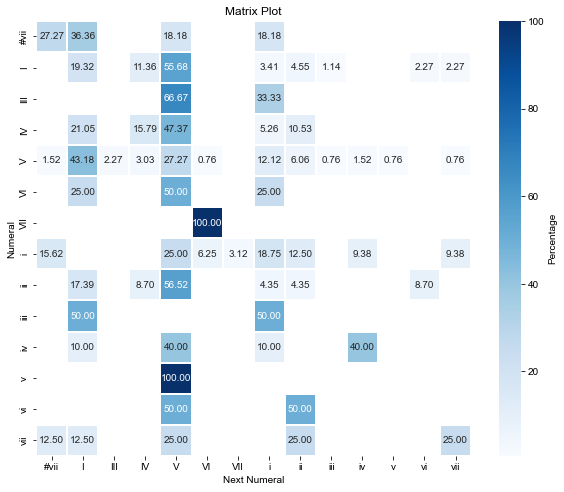 Matrix Plot
#vii 27.27 36.36 18.18 18.18
I 19.32 11.36 55.68 3.41 4.55 1.14 2.27 2.27
III 66.67 33.33
IV 21.05 15.79 47.37 5.26 10.53
V 1.52 43.18 2.27 3.03 27.27 0.76 12.12 6.06 0.76 1.52 0.76 0.76
VI 25.00 50.00 25.00
VII 100.00
i 15.62 25.00 6.25 3.12 18.75 12.50 9.38 9.38
ii 17.39 8.70 56.52 4.35 4.35 8.70
iii 50.00 50.00
iv 10.00 40.00 10.00 40.00
v 100.00
vi 50.00 50.00
vii 12.50 12.50 25.00 25.00 25.00
#vii I III IV V VI VII i ii iii iv v vi vii
Next Numeral
Numeral
100
80
60
40
20
Percentage